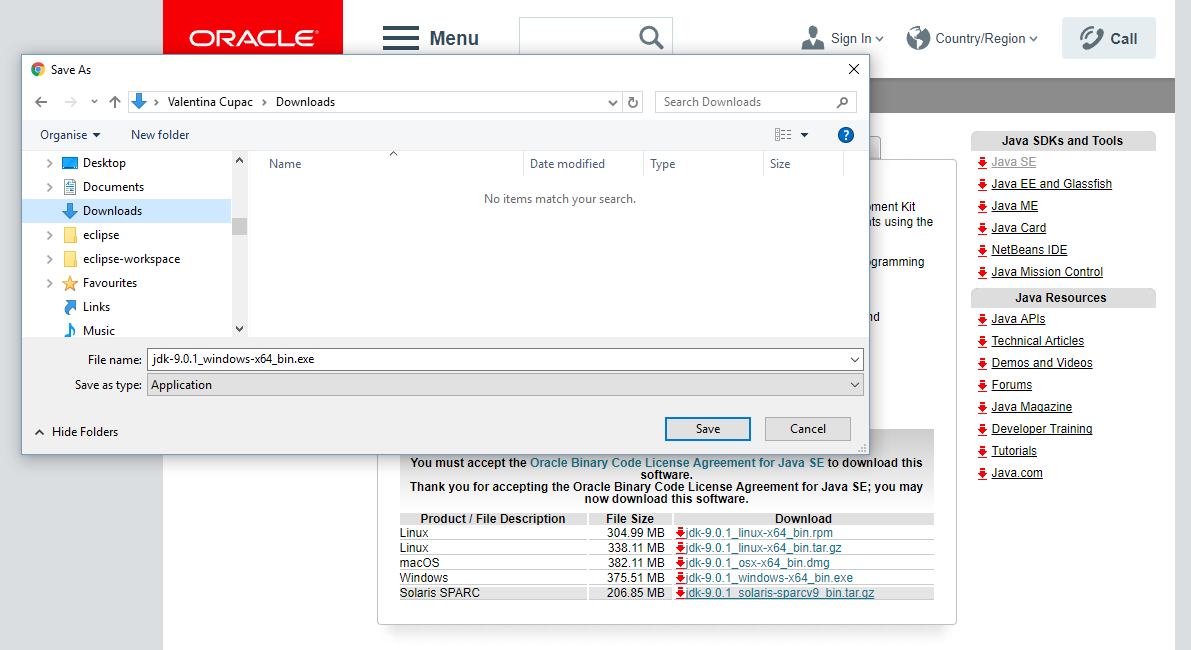 ORACLE
Menu
Sign In
Country/Region
Call
Save As
Valentina Cupac > Downloads
Search Downloads
Organise
New folder
?
Desktop
Documents
Downloads
eclipse
eclipse-workspace
Favourites
Links
Music
Name
Date modified
Type
Size
No items match your search.
File name: jdk-9.0.1_windows-x64_bin.exe
Save as type: Application
Hide Folders
Save
Cancel
ment Kit
ts using the
gramming
nd
You must accept the Oracle Binary Code License Agreement for Java SE to download this
software.
Thank you for accepting the Oracle Binary Code License Agreement for Java SE; you may
now download this software.
Product / File Description File Size Download
Linux 304.99 MB jdk-9.0.1_linux-x64_bin.rpm
Linux 338.11 MB jdk-9.0.1_linux-x64_bin.tar.gz
macOS 382.11 MB jdk-9.0.1_osx-x64_bin.dmg
Windows 375.51 MB jdk-9.0.1_windows-x64_bin.exe
Solaris SPARC 206.85 MB jdk-9.0.1_solaris-sparcv9_bin.tar.gz
Java SDKs and Tools
Java SE
Java EE and Glassfish
Java ME
Java Card
NetBeans IDE
Java Mission Control
Java Resources
Java APIs
Technical Articles
Demos and Videos
Forums
Java Magazine
Developer Training
Tutorials
Java.com